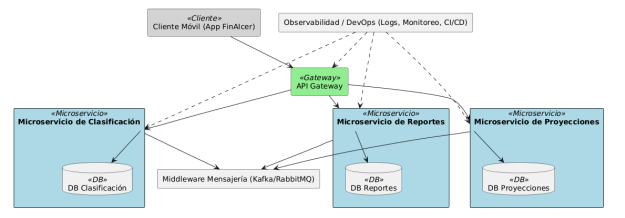 «Cliente»
Cliente Móvil (App FinAlcer)
Observabilidad / DevOps (Logs, Monitoreo, CI/CD)
«Gateway»
API Gateway
«Microservicio»
Microservicio de Clasificación
«Microservicio»
Microservicio de Reportes
«Microservicio»
Microservicio de Proyecciones
«DB»
DB Clasificación
Middleware Mensajería (Kafka/RabbitMQ)
«DB»
DB Reportes
«DB»
DB Proyecciones